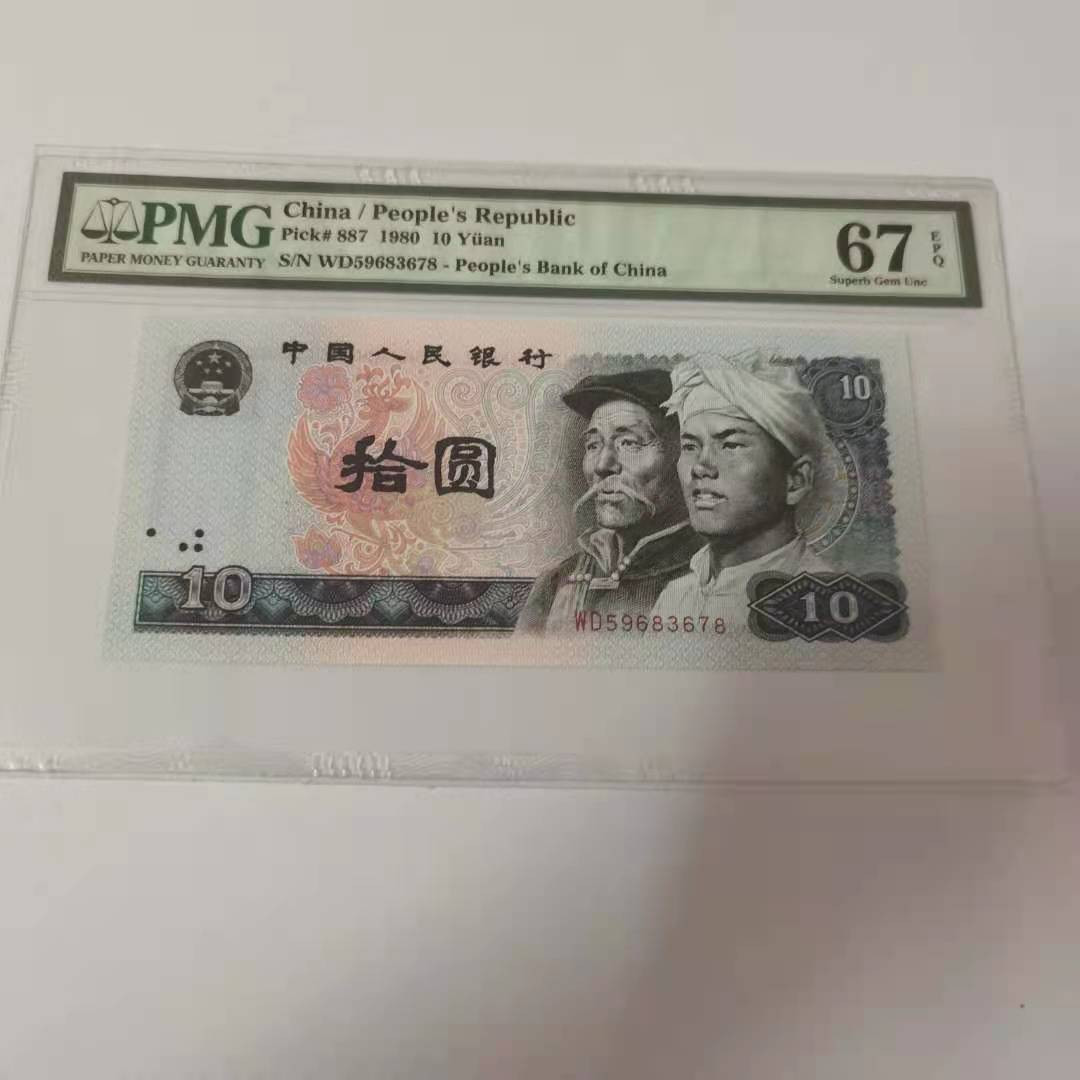 PMG
PAPER MONEY GUARANTY
China / People's Republic
Pick# 887 1980 10 Yüan
S/N WD59683678 - People's Bank of China
67
EPQ
Superb Gem Unc
中国人民银行
10
拾圆
10
WD59683678
10